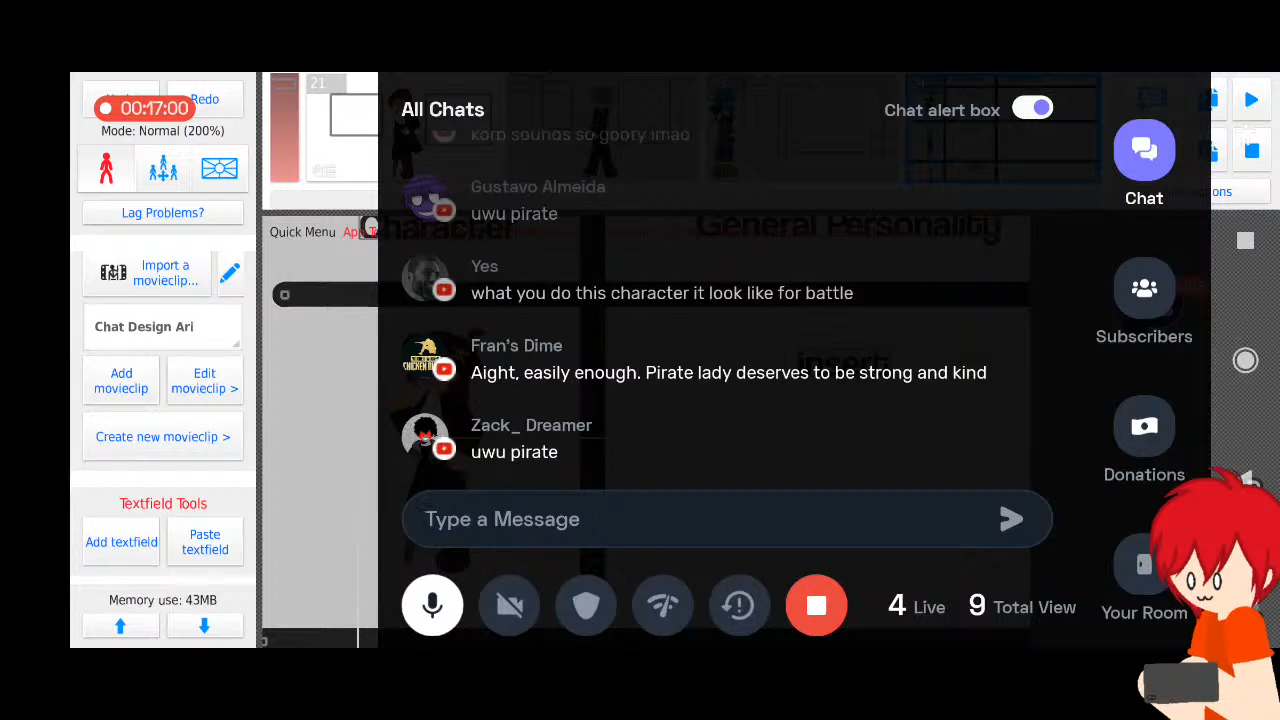 Redo
00:17:00
Mode: Normal (200%)
Lag Problems?
Import a
movieclip...
Chat Design Ari
Add
movieclip
Edit
movieclip >
Create new movieclip >
Textfield Tools
Add textfield
Paste
textfield
Memory use: 43MB
21
Quick Menu
All Chats
Chat alert box
korp sounds so goofy lmao
Gustavo Almeida
uwu pirate
General Personality
Yes
what you do this character it look like for battle
insert
Fran's Dime
Aight, easily enough. Pirate lady deserves to be strong and kind
Zack_ Dreamer
uwu pirate
Type a Message
4 Live
9 Total View
Chat
Subscribers
Donations
Your Room